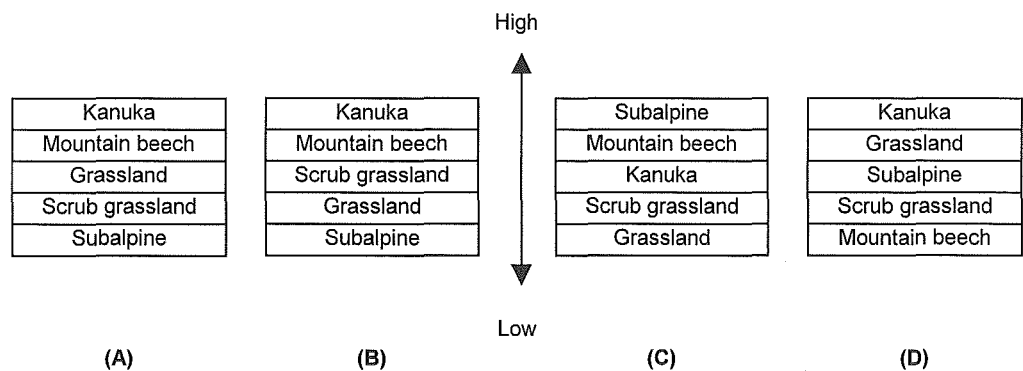 High
Kanuka
Mountain beech
Grassland
Scrub grassland
Subalpine
Kanuka
Mountain beech
Scrub grassland
Grassland
Subalpine
Subalpine
Mountain beech
Kanuka
Scrub grassland
Grassland
Kanuka
Grassland
Subalpine
Scrub grassland
Mountain beech
Low
(A) (B) (C) (D)